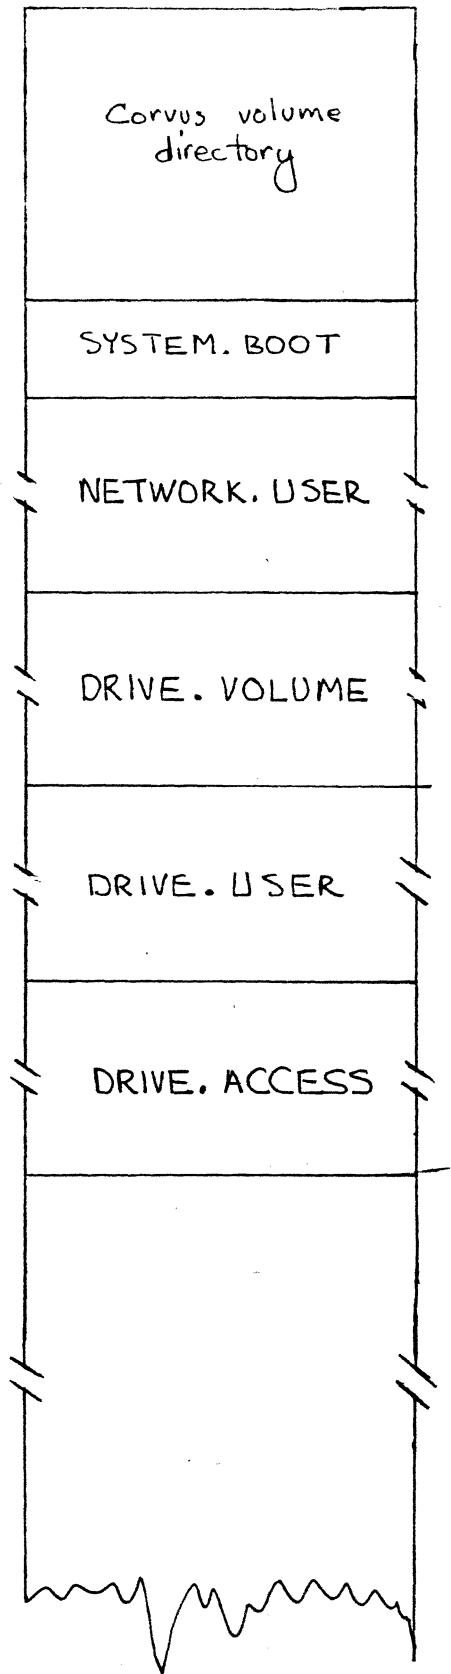 Corvus volume
directory
SYSTEM. BOOT
NETWORK. USER
DRIVE. VOLUME
DRIVE. USER
DRIVE. ACCESS